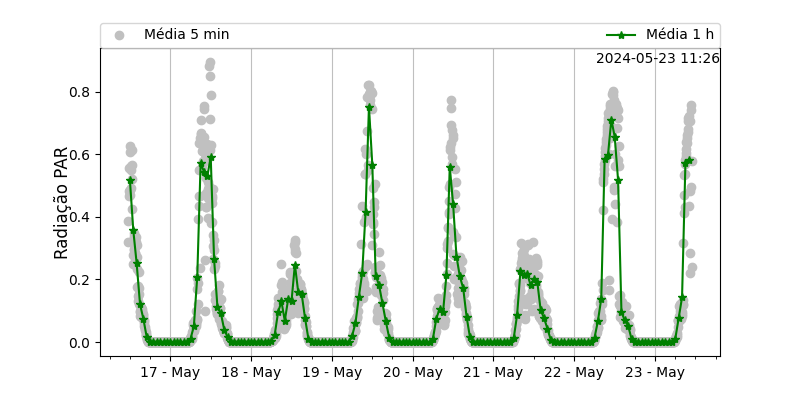 Média 5 min
Média 1 h
2024-05-23 11:26
Radiação PAR
0.8
0.6
0.4
0.2
0.0
17 - May
18 - May
19 - May
20 - May
21 - May
22 - May
23 - May